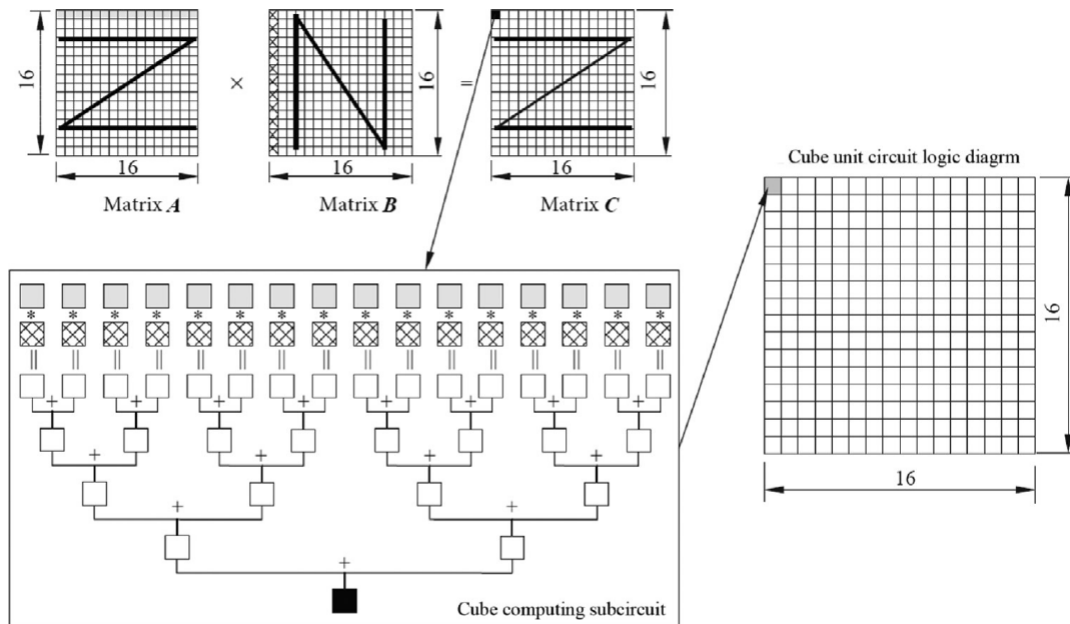 16
×
16
=
16
16
16
16
Matrix A
Matrix B
Matrix C
Cube unit circuit logic diagrm
* * * * * * * * * * * * * * * *
|| || || || || || || || || || || || || || || ||
+ + + + + + + +
+ + + +
+ +
+
16
16
Cube computing subcircuit